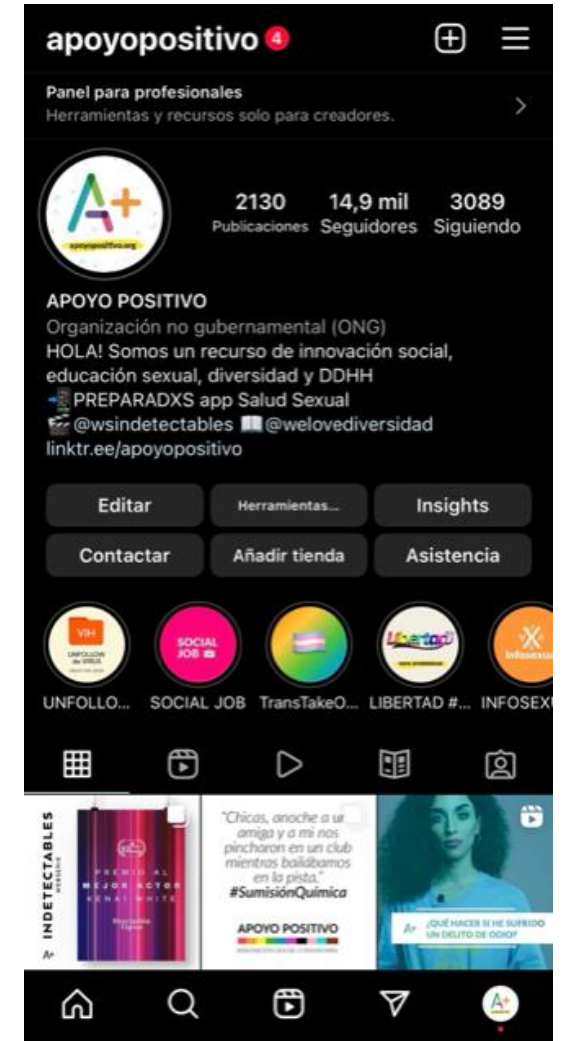 apoyopositivo 4
Panel para profesionales
Herramientas y recursos solo para creadores.
A+
apoyopositivo.org
2130 14,9 mil 3089
Publicaciones Seguidores Siguiendo
APOYO POSITIVO
Organización no gubernamental (ONG)
HOLA! Somos un recurso de innovación social,
educación sexual, diversidad y DDHH
PREPARADXS app Salud Sexual
@wsindetectables @welovediversidad
linktr.ee/apoyopositivo
Editar Herramientas... Insights
Contactar Añadir tienda Asistencia
VIH
UNFOLLOW
SOCIAL
JOB
Libertad
infosexu
UNFOLLO... SOCIAL JOB TransTakeO... LIBERTAD #... INFOSEXU
INDETECTABLES
WEBSERIE
A+
PREMIO AL
MEJOR ACTOR
KENAI WHITE
"Chicas, anoche a un
amiga y a mi nos
pincharon en un club
mientras bailábamos
en la pista."
#SumisiónQuímica
APOYO POSITIVO
A+
¿QUÉ HACER SI HE SUFRIDO
UN DELITO DE ODIO?
A+